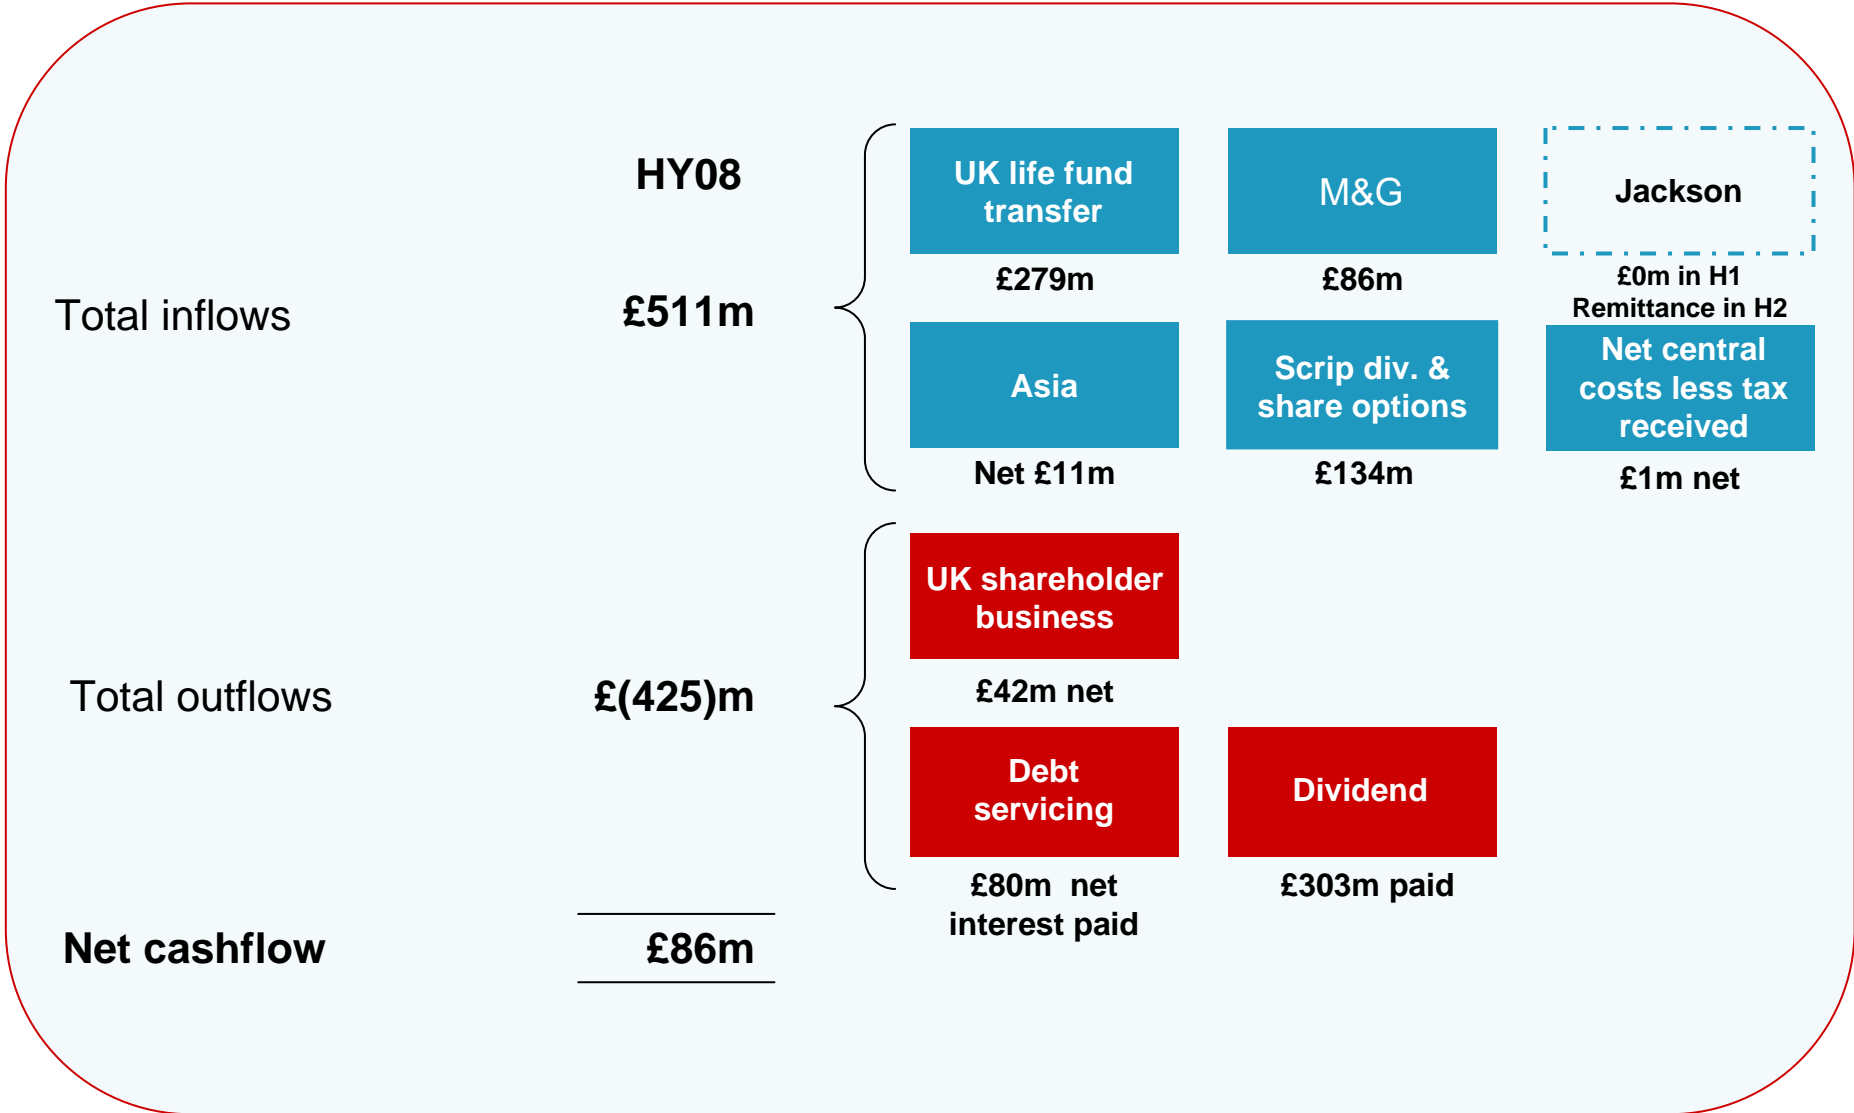 HY08
UK life fund
transfer
M&G
Jackson
£279m
£86m
£0m in H1
Remittance in H2
Total inflows
£511m
Asia
Scrip div. &
share options
Net central
costs less tax
received
Net £11m
£134m
£1m net
UK shareholder
business
Total outflows
£(425)m
£42m net
Debt
servicing
Dividend
£80m  net
interest paid
£303m paid
Net cashflow
£86m